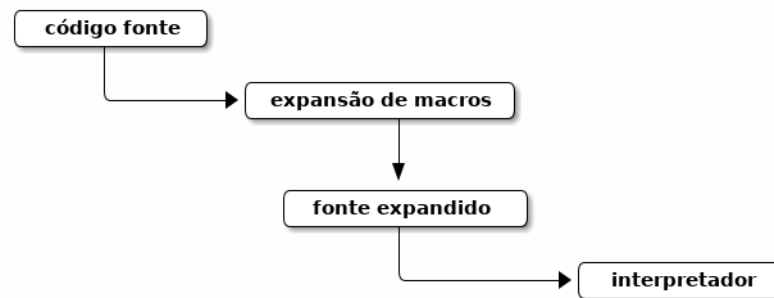 código fonte
expansão de macros
fonte expandido
interpretador